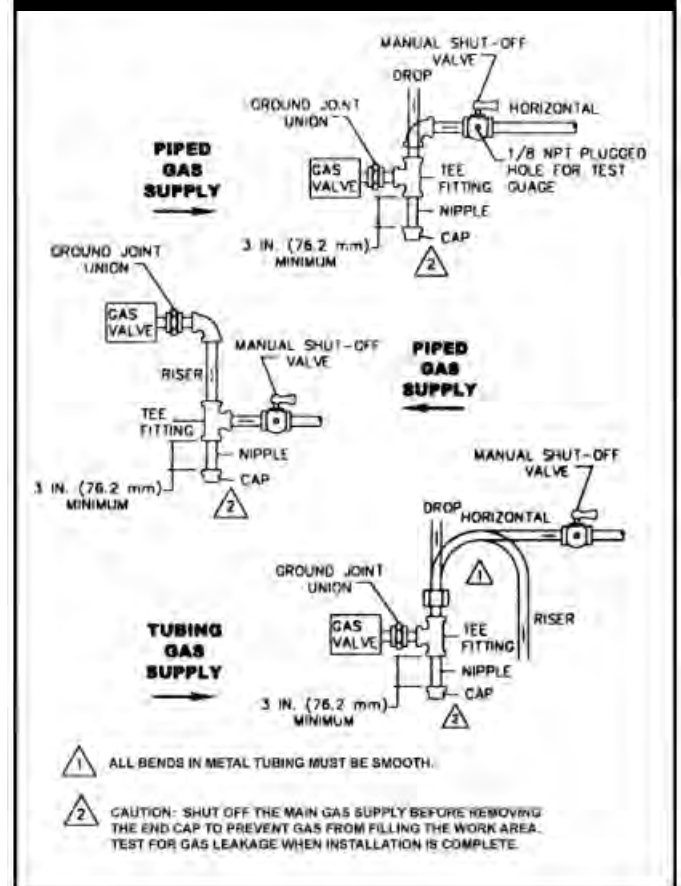 MANUAL SHUT-OFF
VALVE
DROP
GROUND JOINT
UNION
HORIZONTAL
PIPED
GAS
SUPPLY
GAS
VALVE
TEE
FITTING
1/8 NPT PLUGGED
HOLE FOR TEST
GUAGE
NIPPLE
3 IN. (76.2 mm)
MINIMUM
CAP
2
GROUND JOINT
UNION
GAS
VALVE
MANUAL SHUT-OFF
VALVE
RISER
PIPED
GAS
SUPPLY
TEE
FITTING
NIPPLE
3 IN. (76.2 mm)
MINIMUM
CAP
2
MANUAL SHUT-OFF
VALVE
DROP
HORIZONTAL
1
GROUND JOINT
UNION
RISER
TUBING
GAS
SUPPLY
GAS
VALVE
TEE
FITTING
NIPPLE
3 IN. (76.2 mm)
MINIMUM
CAP
2
1 ALL BENDS IN METAL TUBING MUST BE SMOOTH.
2 CAUTION: SHUT OFF THE MAIN GAS SUPPLY BEFORE REMOVING
THE END CAP TO PREVENT GAS FROM FILLING THE WORK AREA.
TEST FOR GAS LEAKAGE WHEN INSTALLATION IS COMPLETE.